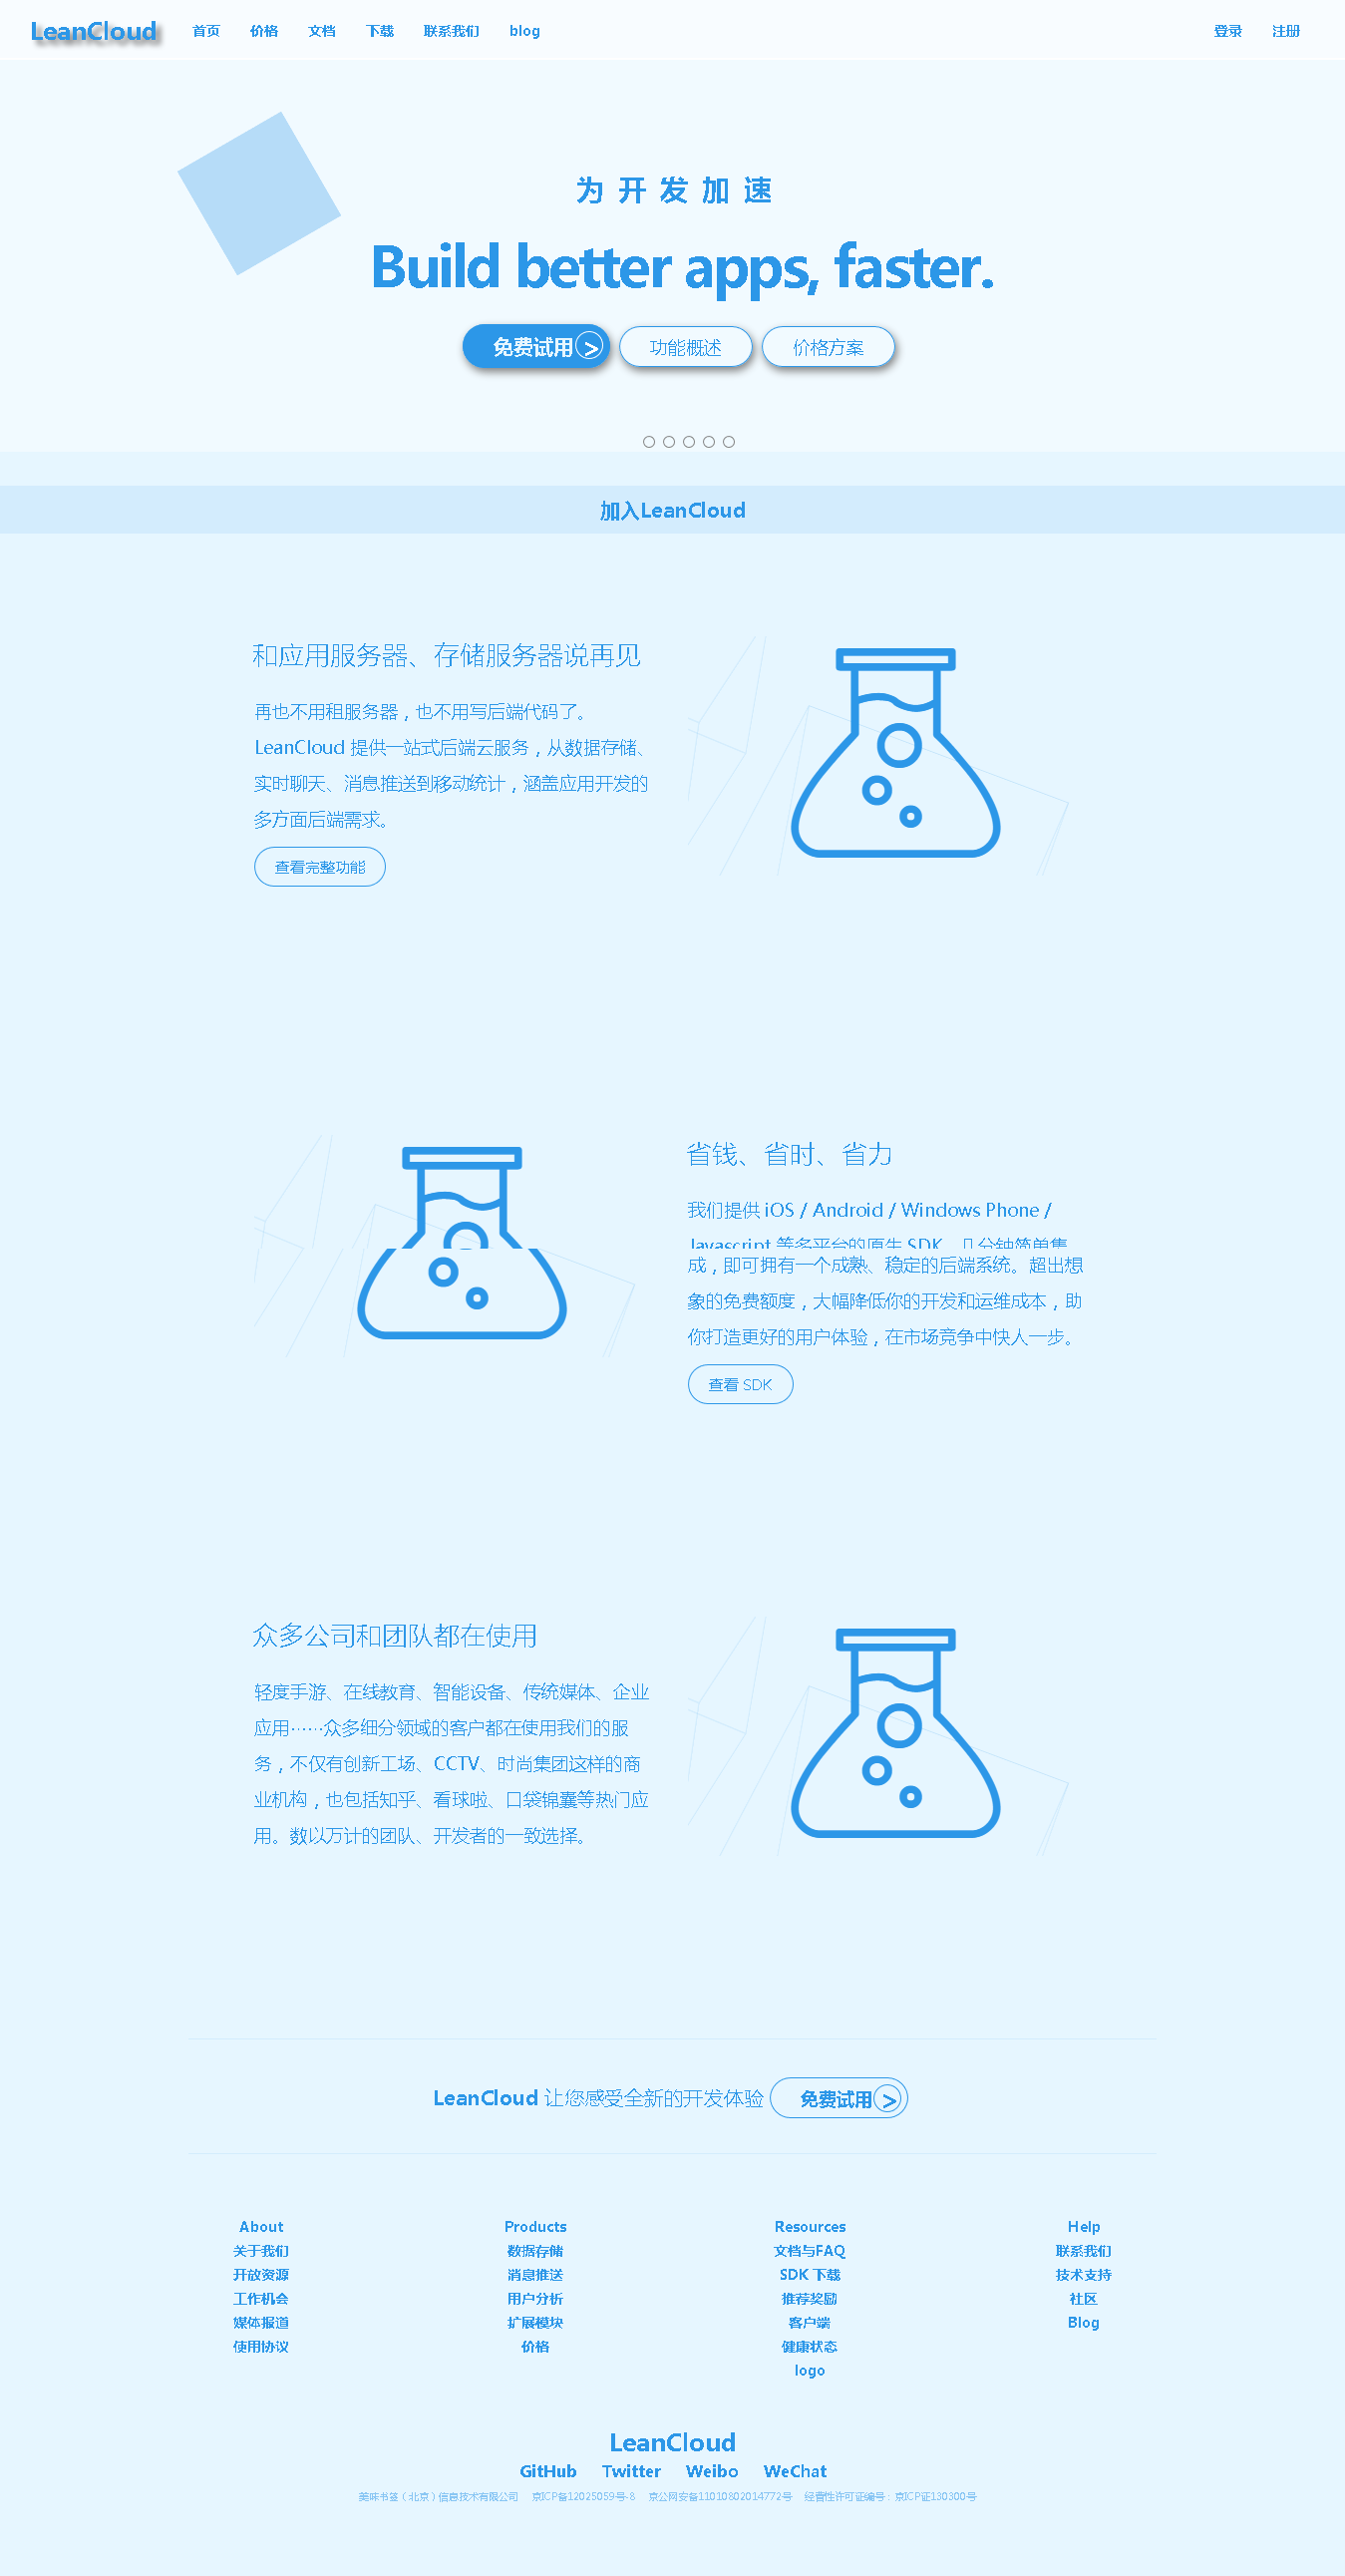 LeanCloud 首页 价格 文档 下载 联系我们 blog 登录 注册
为开发加速
Build better apps, faster.
免费试用 > 功能概述 价格方案
加入LeanCloud
和应用服务器、存储服务器说再见
再也不用租服务器，也不用写后端代码了。
LeanCloud 提供一站式后端云服务，从数据存储、
实时聊天、消息推送到移动统计，涵盖应用开发的
多方面后端需求。
查看完整功能
省钱、省时、省力
我们提供 iOS / Android / Windows Phone /
Javascript 等多平台的原生 SDK，几分钟简单集
成，即可拥有一个成熟、稳定的后端系统。超出想
象的免费额度，大幅降低你的开发和运维成本，助
你打造更好的用户体验，在市场竞争中快人一步。
查看 SDK
众多公司和团队都在使用
轻度手游、在线教育、智能设备、传统媒体、企业
应用……众多细分领域的客户都在使用我们的服
务，不仅有创新工场、CCTV、时尚集团这样的商
业机构，也包括知乎、看球啦、口袋锦囊等热门应
用。数以万计的团队、开发者的一致选择。
LeanCloud 让您感受全新的开发体验 免费试用 >
About
关于我们
开放资源
工作机会
媒体报道
使用协议
Products
数据存储
消息推送
用户分析
扩展模块
价格
Resources
文档与FAQ
SDK 下载
推荐奖励
客户端
健康状态
logo
Help
联系我们
技术支持
社区
Blog
LeanCloud
GitHub Twitter Weibo WeChat
美味书签（北京）信息技术有限公司 京ICP备12025059号-8 京公网安备11010802014772号 经营性许可证编号：京ICP证130300号